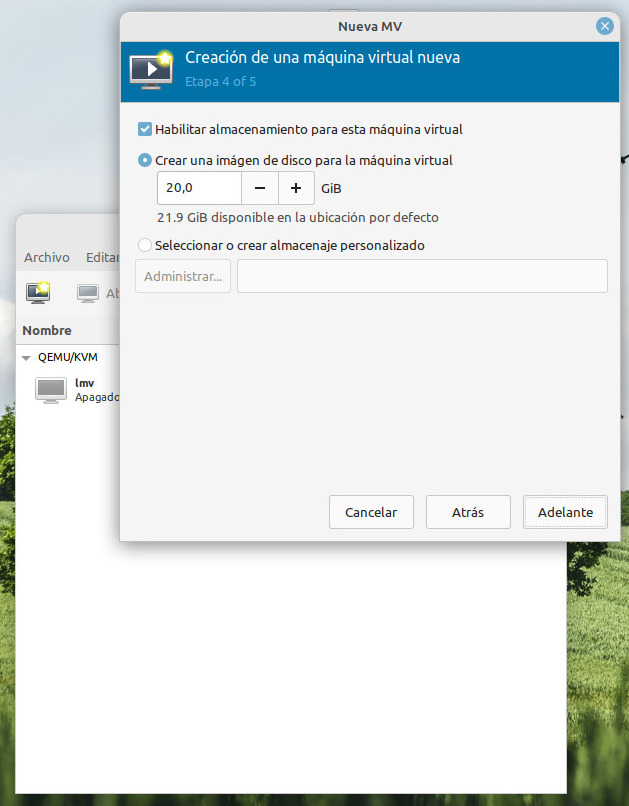 Nueva MV
Creación de una máquina virtual nueva
Etapa 4 of 5
Habilitar almacenamiento para esta máquina virtual
Crear una imágen de disco para la máquina virtual
20,0 − + GiB
21.9 GiB disponible en la ubicación por defecto
Seleccionar o crear almacenaje personalizado
Administrar...
Cancelar Atrás Adelante
Archivo Editar
Ab
Nombre
QEMU/KVM
lmv
Apagado